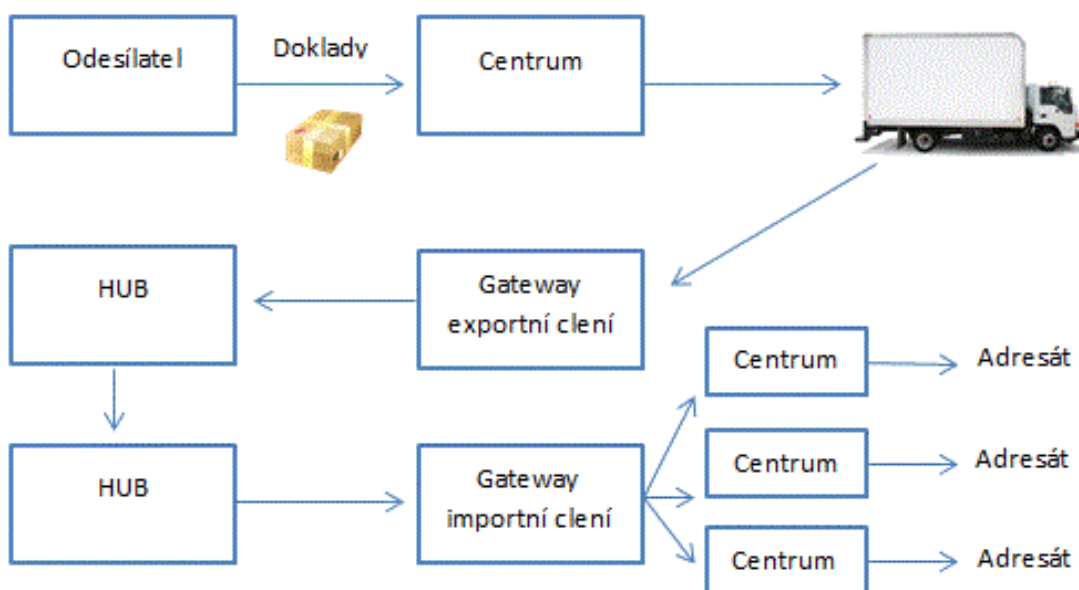 Odesílatel
Doklady
Centrum
HUB
Gateway
exportní clení
Centrum
Adresát
HUB
Gateway
importní clení
Centrum
Adresát
Centrum
Adresát